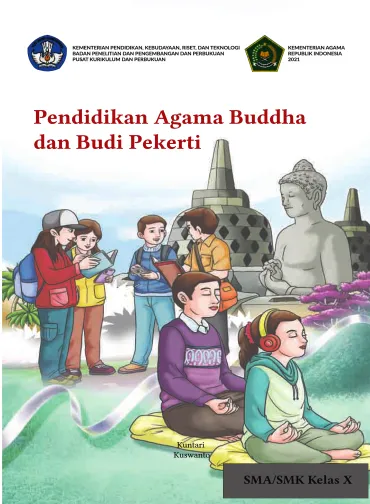 KEMENTERIAN PENDIDIKAN, KEBUDAYAAN, RISET, DAN TEKNOLOGI
BADAN PENELITIAN DAN PENGEMBANGAN DAN PERBUKUAN
PUSAT KURIKULUM DAN PERBUKUAN
KEMENTERIAN AGAMA
REPUBLIK INDONESIA
2021
Pendidikan Agama Buddha
dan Budi Pekerti
Kuntari
Kuswanto
SMA/SMK Kelas X